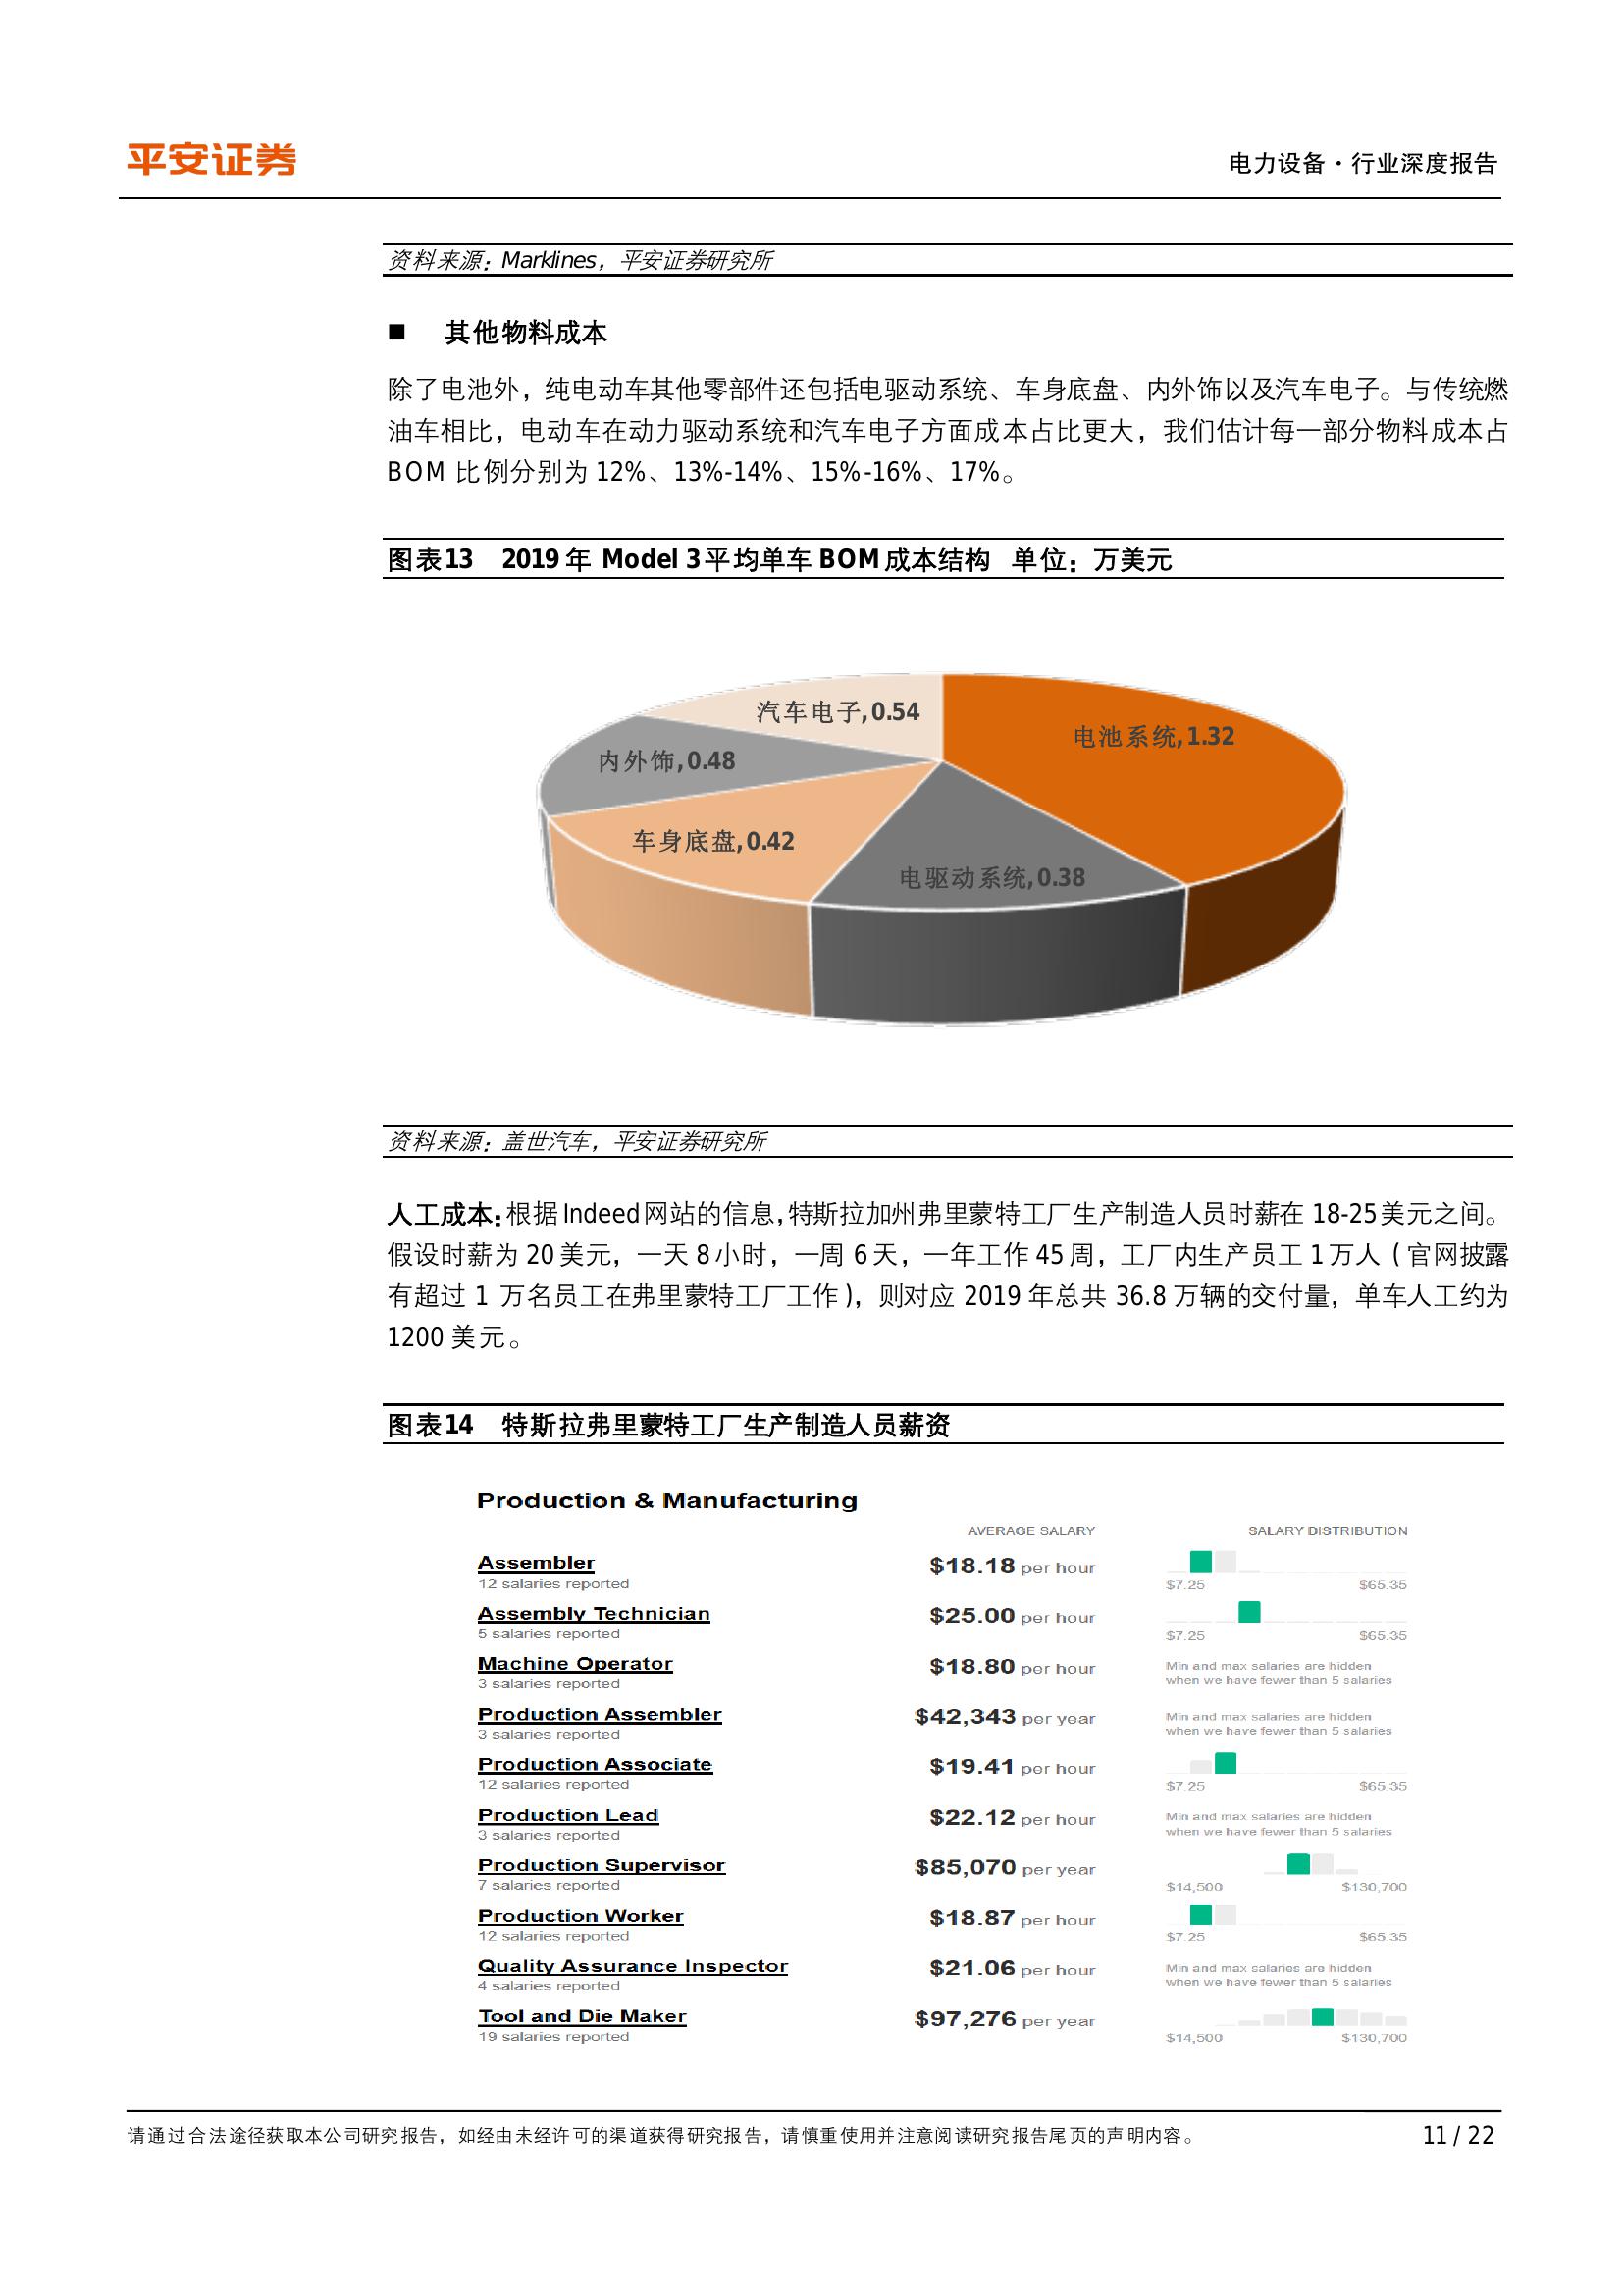 平安证券
电力设备·行业深度报告
资料来源：Marklines，平安证券研究所
■ 其他物料成本
除了电池外，纯电动车其他零部件还包括电驱动系统、车身底盘、内外饰以及汽车电子。与传统燃
油车相比，电动车在动力驱动系统和汽车电子方面成本占比更大，我们估计每一部分物料成本占
BOM 比例分别为 12%、13%-14%、15%-16%、17%。
图表13 2019 年 Model 3 平均单车 BOM 成本结构 单位：万美元
汽车电子, 0.54
电池系统, 1.32
内外饰, 0.48
车身底盘, 0.42
电驱动系统, 0.38
资料来源：盖世汽车，平安证券研究所
人工成本：根据 Indeed 网站的信息，特斯拉加州弗里蒙特工厂生产制造人员时薪在 18-25 美元之间。
假设时薪为 20 美元，一天 8 小时，一周 6 天，一年工作 45 周，工厂内生产员工 1 万人（官网披露
有超过 1 万名员工在弗里蒙特工厂工作），则对应 2019 年总共 36.8 万辆的交付量，单车人工约为
1200 美元。
图表14 特斯拉弗里蒙特工厂生产制造人员薪资
Production & Manufacturing
AVERAGE SALARY SALARY DISTRIBUTION
Assembler $18.18 per hour
12 salaries reported $7.25 $65.35
Assembly Technician $25.00 per hour
5 salaries reported $7.25 $65.35
Machine Operator $18.80 per hour Min and max salaries are hidden
3 salaries reported when we have fewer than 5 salaries
Production Assembler $42,343 per year Min and max salaries are hidden
3 salaries reported when we have fewer than 5 salaries
Production Associate $19.41 per hour
12 salaries reported $7.25 $65.35
Production Lead $22.12 per hour Min and max salaries are hidden
3 salaries reported when we have fewer than 5 salaries
Production Supervisor $85,070 per year
7 salaries reported $14,500 $130,700
Production Worker $18.87 per hour
12 salaries reported $7.25 $65.35
Quality Assurance Inspector $21.06 per hour Min and max salaries are hidden
4 salaries reported when we have fewer than 5 salaries
Tool and Die Maker $97,276 per year
19 salaries reported $14,500 $130,700
请通过合法途径获取本公司研究报告，如经由未经许可的渠道获得研究报告，请慎重使用并注意阅读研究报告尾页的声明内容。 11 / 22